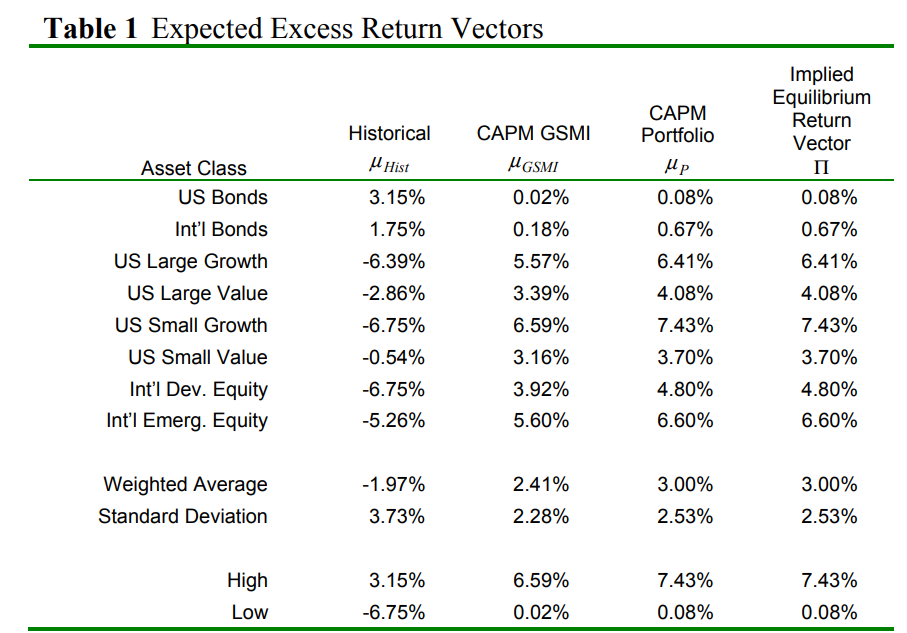 Table 1 Expected Excess Return Vectors
Implied
Equilibrium
CAPM Return
Historical CAPM GSMI Portfolio Vector
Asset Class μHist μGSMI μP Π
US Bonds 3.15% 0.02% 0.08% 0.08%
Int'l Bonds 1.75% 0.18% 0.67% 0.67%
US Large Growth -6.39% 5.57% 6.41% 6.41%
US Large Value -2.86% 3.39% 4.08% 4.08%
US Small Growth -6.75% 6.59% 7.43% 7.43%
US Small Value -0.54% 3.16% 3.70% 3.70%
Int'l Dev. Equity -6.75% 3.92% 4.80% 4.80%
Int'l Emerg. Equity -5.26% 5.60% 6.60% 6.60%
Weighted Average -1.97% 2.41% 3.00% 3.00%
Standard Deviation 3.73% 2.28% 2.53% 2.53%
High 3.15% 6.59% 7.43% 7.43%
Low -6.75% 0.02% 0.08% 0.08%